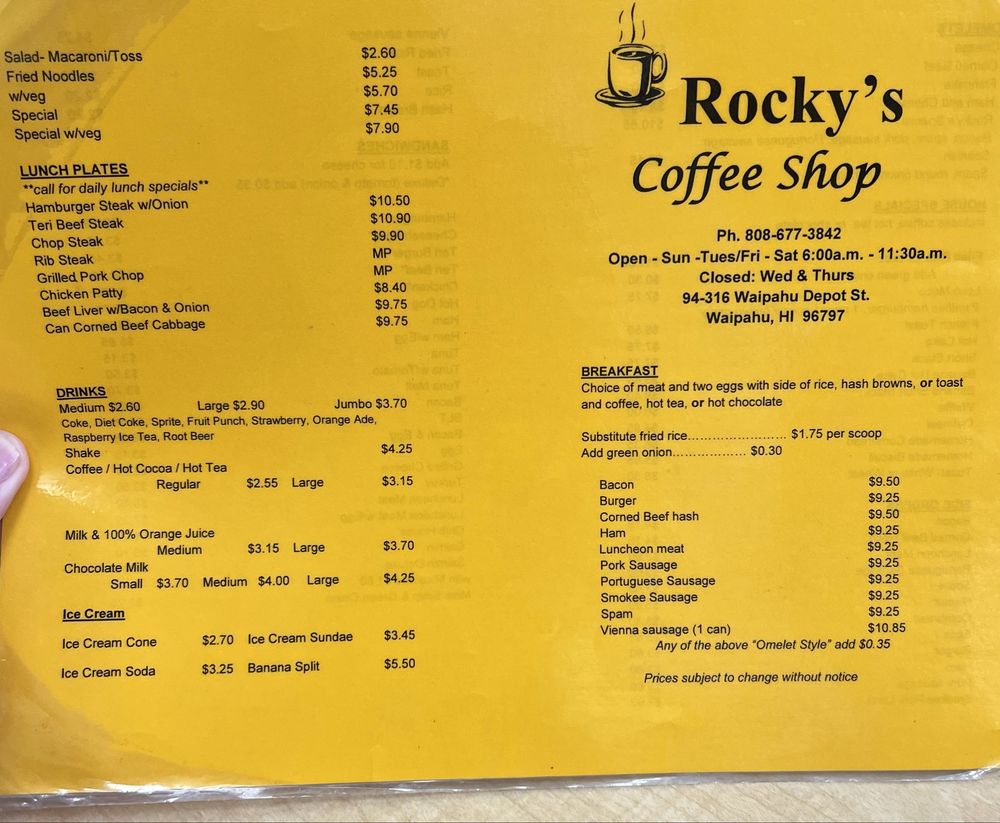 Salad- Macaroni/Toss $2.60
Fried Noodles $5.25
w/veg $5.70
Special $7.45
Special w/veg $7.90
LUNCH PLATES
**call for daily lunch specials**
Hamburger Steak w/Onion $10.50
Teri Beef Steak $10.90
Chop Steak $9.90
Rib Steak MP
Grilled Pork Chop MP
Chicken Patty $8.40
Beef Liver w/Bacon & Onion $9.75
Can Corned Beef Cabbage $9.75
DRINKS
Medium $2.60 Large $2.90 Jumbo $3.70
Coke, Diet Coke, Sprite, Fruit Punch, Strawberry, Orange Ade,
Raspberry Ice Tea, Root Beer
Shake $4.25
Coffee / Hot Cocoa / Hot Tea
Regular $2.55 Large $3.15
Milk & 100% Orange Juice
Medium $3.15 Large $3.70
Chocolate Milk
Small $3.70 Medium $4.00 Large $4.25
Ice Cream
Ice Cream Cone $2.70 Ice Cream Sundae $3.45
Ice Cream Soda $3.25 Banana Split $5.50
Rocky's
Coffee Shop
Ph. 808-677-3842
Open - Sun -Tues/Fri - Sat 6:00a.m. - 11:30a.m.
Closed: Wed & Thurs
94-316 Waipahu Depot St.
Waipahu, HI 96797
BREAKFAST
Choice of meat and two eggs with side of rice, hash browns, or toast
and coffee, hot tea, or hot chocolate
Substitute fried rice........................ $1.75 per scoop
Add green onion.................. $0.30
Bacon $9.50
Burger $9.25
Corned Beef hash $9.50
Ham $9.25
Luncheon meat $9.25
Pork Sausage $9.25
Portuguese Sausage $9.25
Smokee Sausage $9.25
Spam $9.25
Vienna sausage (1 can) $10.85
Any of the above "Omelet Style" add $0.35
Prices subject to change without notice